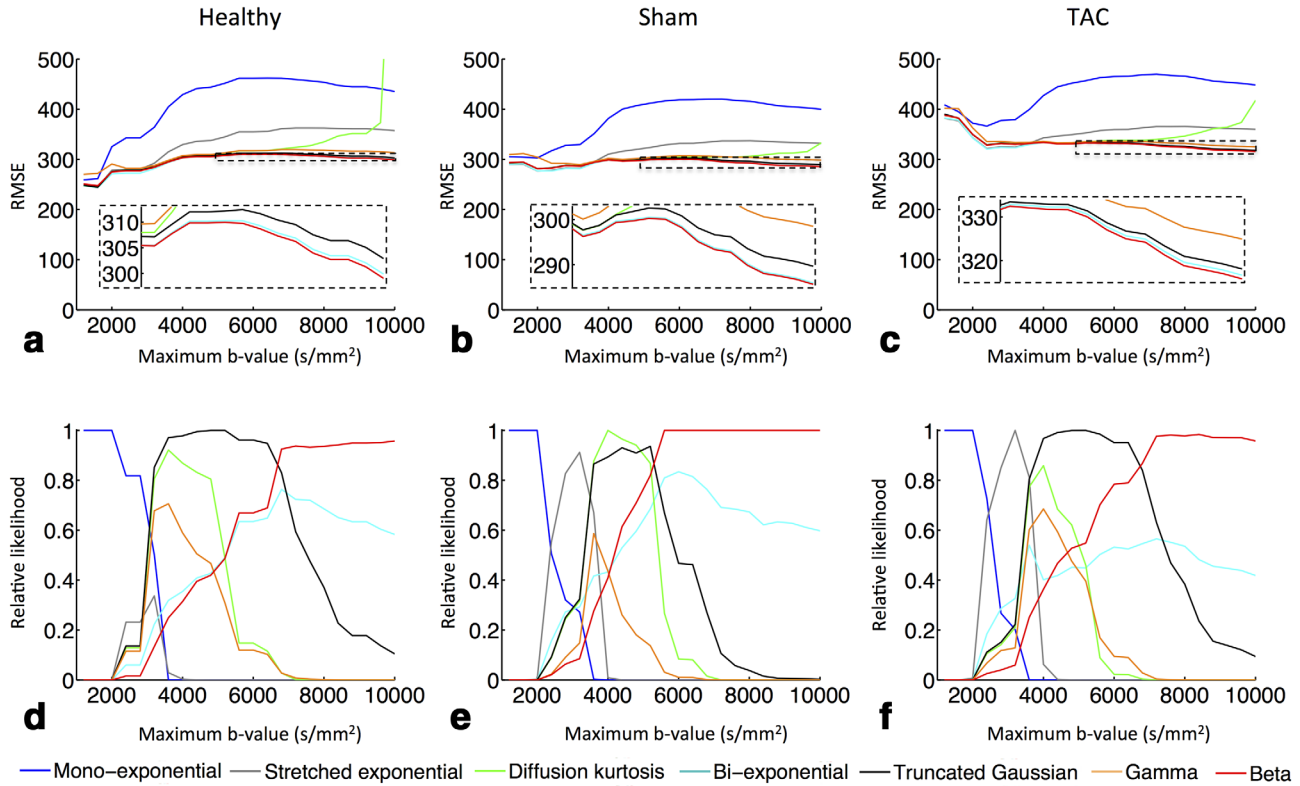 Healthy
Sham
TAC
500
400
300
200
100
0
RMSE
310
305
300
2000 4000 6000 8000 10000
a
Maximum b-value (s/mm²)
500
400
300
200
100
0
RMSE
300
290
2000 4000 6000 8000 10000
b
Maximum b-value (s/mm²)
500
400
300
200
100
0
RMSE
330
320
2000 4000 6000 8000 10000
c
Maximum b-value (s/mm²)
1
0.8
0.6
0.4
0.2
0
Relative likelihood
2000 4000 6000 8000 10000
d
Maximum b-value (s/mm²)
1
0.8
0.6
0.4
0.2
0
Relative likelihood
2000 4000 6000 8000 10000
e
Maximum b-value (s/mm²)
1
0.8
0.6
0.4
0.2
0
Relative likelihood
2000 4000 6000 8000 10000
f
Maximum b-value (s/mm²)
Mono-exponential Stretched exponential Diffusion kurtosis Bi-exponential Truncated Gaussian Gamma Beta